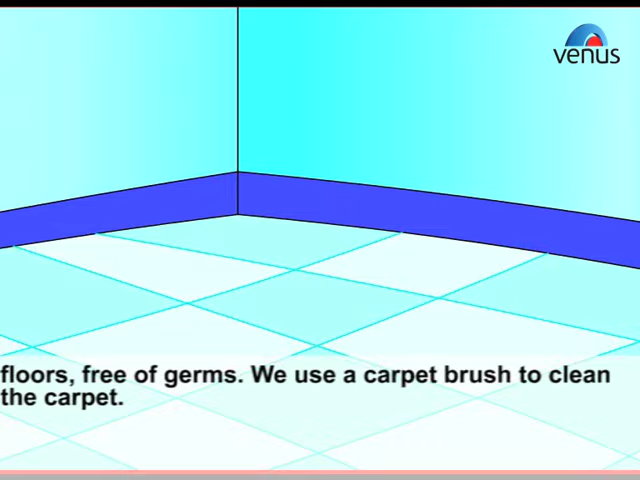 venus
floors, free of germs. We use a carpet brush to clean
the carpet.